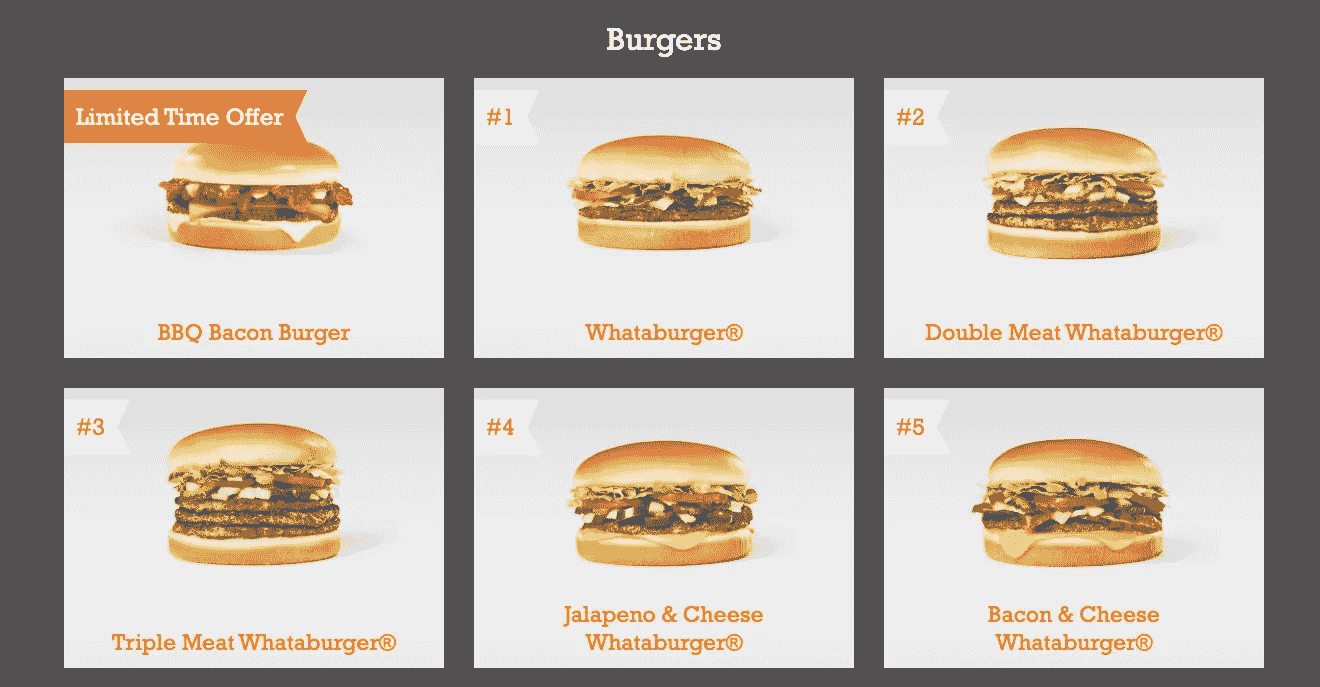 Burgers
Limited Time Offer
#1
#2
BBQ Bacon Burger
Whataburger®
Double Meat Whataburger®
#3
#4
#5
Triple Meat Whataburger®
Jalapeno & Cheese
Whataburger®
Bacon & Cheese
Whataburger®